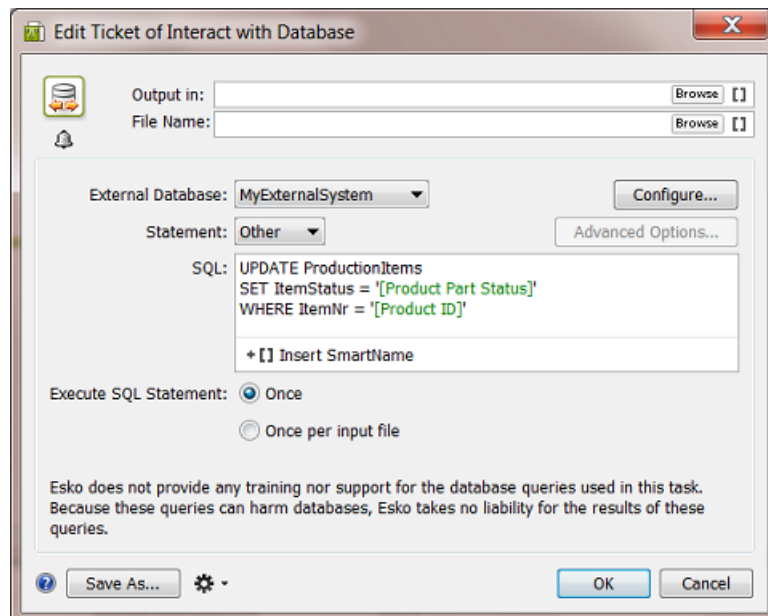 Edit Ticket of Interact with Database
Output in:
Browse []
File Name:
Browse []
External Database: MyExternalSystem
Configure...
Statement: Other
Advanced Options...
SQL: UPDATE ProductionItems
SET ItemStatus = '[Product Part Status]'
WHERE ItemNr = '[Product ID]'
+[] Insert SmartName
Execute SQL Statement: Once
Once per input file
Esko does not provide any training nor support for the database queries used in this task.
Because these queries can harm databases, Esko takes no liability for the results of these
queries.
? Save As...
OK
Cancel